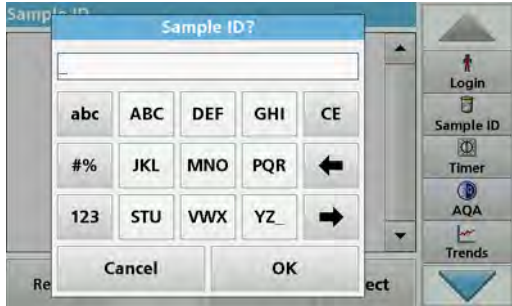 Sample ID
Sample ID?
_
abc ABC DEF GHI CE
#% JKL MNO PQR
123 STU VWX YZ_
Cancel OK
Re ect
Login
Sample ID
Timer
AQA
Trends